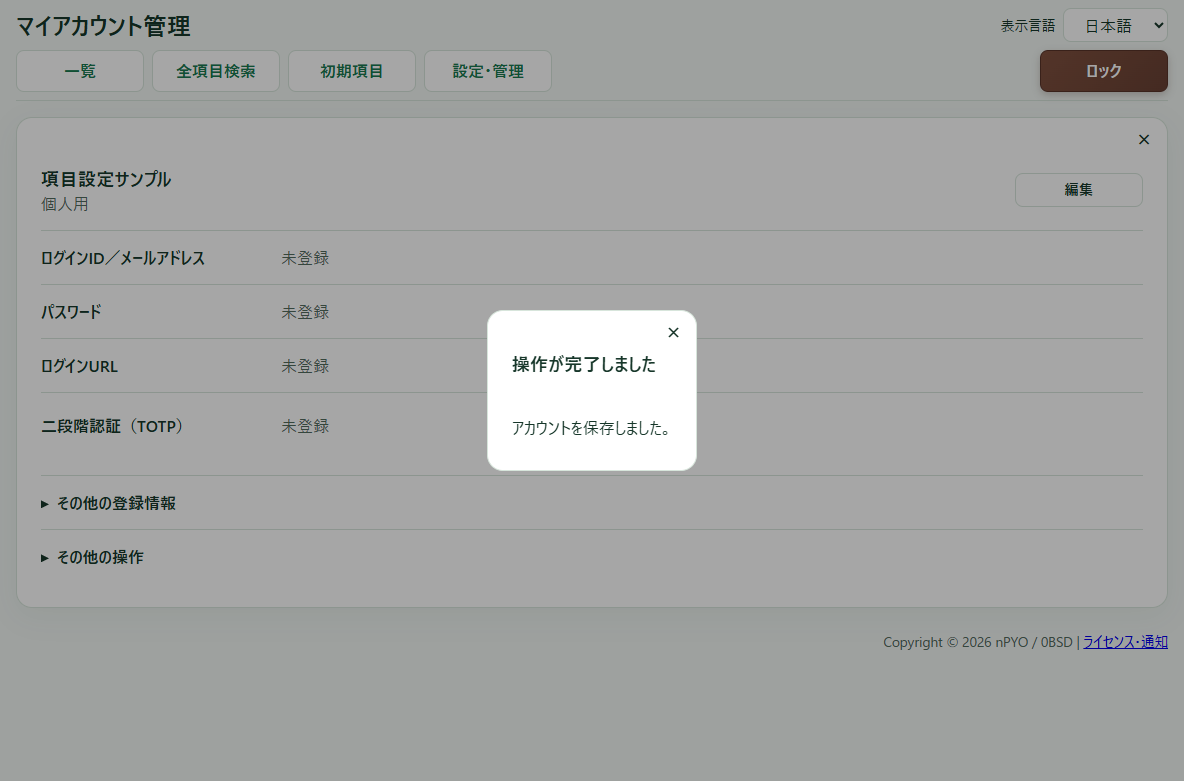 マイアカウント管理
表示言語 日本語
一覧 全項目検索 初期項目 設定・管理 ロック
×
項目設定サンプル
個人用
編集
ログインID／メールアドレス 未登録
パスワード 未登録
ログインURL 未登録
二段階認証（TOTP） 未登録
▶ その他の登録情報
▶ その他の操作
×
操作が完了しました
アカウントを保存しました。
Copyright © 2026 nPYO / 0BSD | ライセンス・通知